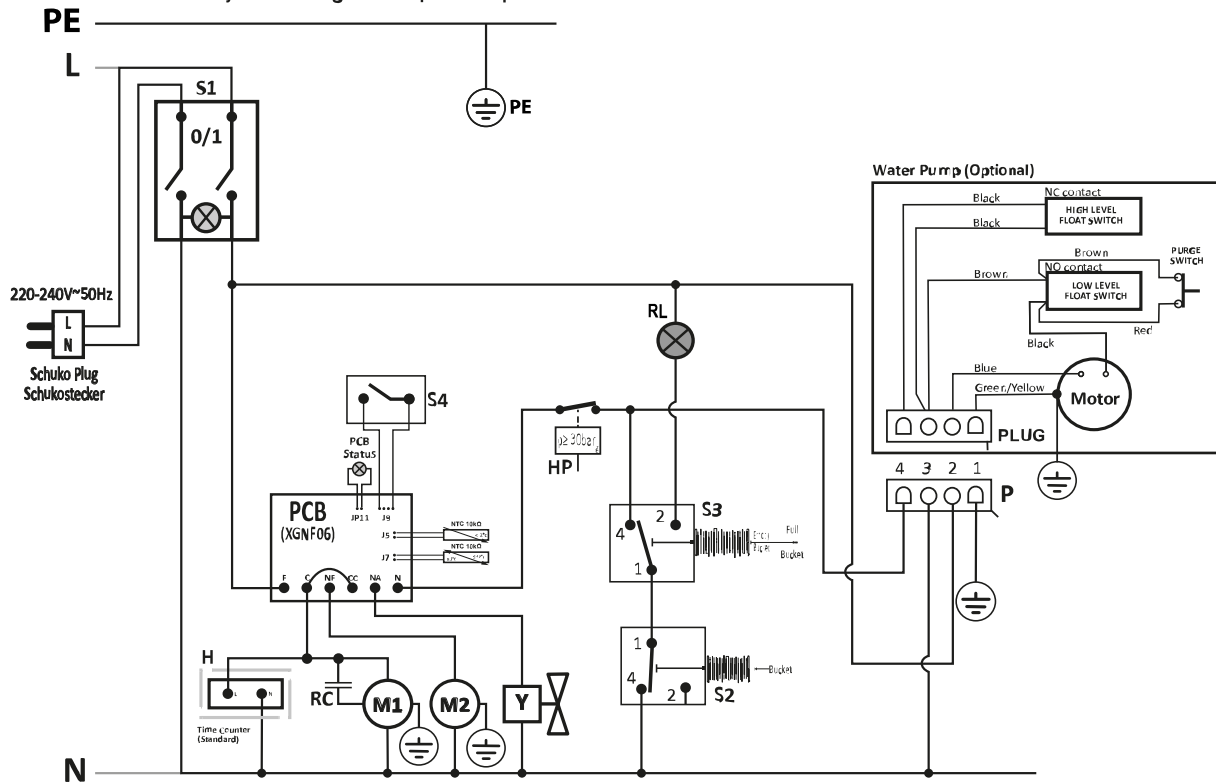 PE
L
S1
0/1
PE
Water Pump (Optional)
NC contact
Black
HIGH LEVEL
FLOAT SWITCH
Black
Brown
PURGE
SWITCH
NO contact
Brown
LOW LEVEL
FLOAT SWITCH
Red
Black
220-240V~50Hz
L
N
Schuko Plug
Schukostecker
RL
Blue
Green/Yellow
Motor
PLUG
S4
PCB
Status
HP
4 3 2 1
P
PCB
(XGNF06)
JP11
J9
J5
NTC 10kΩ
J7
NTC 10kΩ
F C NF CC NA N
S3
4
2
1
Full
Bucket
1
4
2
S2
Bucket
H
L
N
Time Counter
(Standard)
RC
M1
M2
Y
N